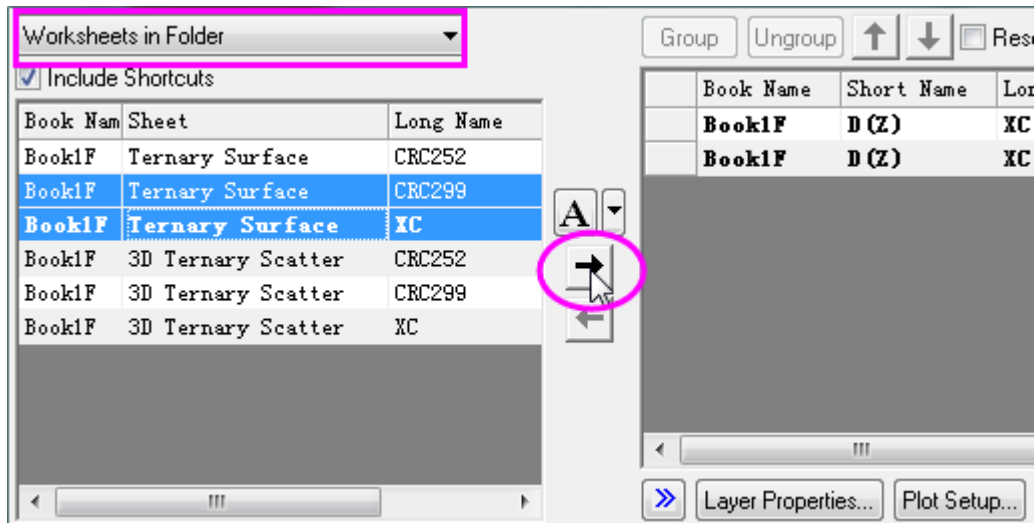 Worksheets in Folder
Include Shortcuts
Book Nam Sheet Long Name
Book1F Ternary Surface CRC252
Book1F Ternary Surface CRC299
Book1F Ternary Surface XC
Book1F 3D Ternary Scatter CRC252
Book1F 3D Ternary Scatter CRC299
Book1F 3D Ternary Scatter XC
A
Group Ungroup Rese
Book Name Short Name Lon
Book1F D(Z) XC
Book1F D(Z) XC
Layer Properties... Plot Setup...